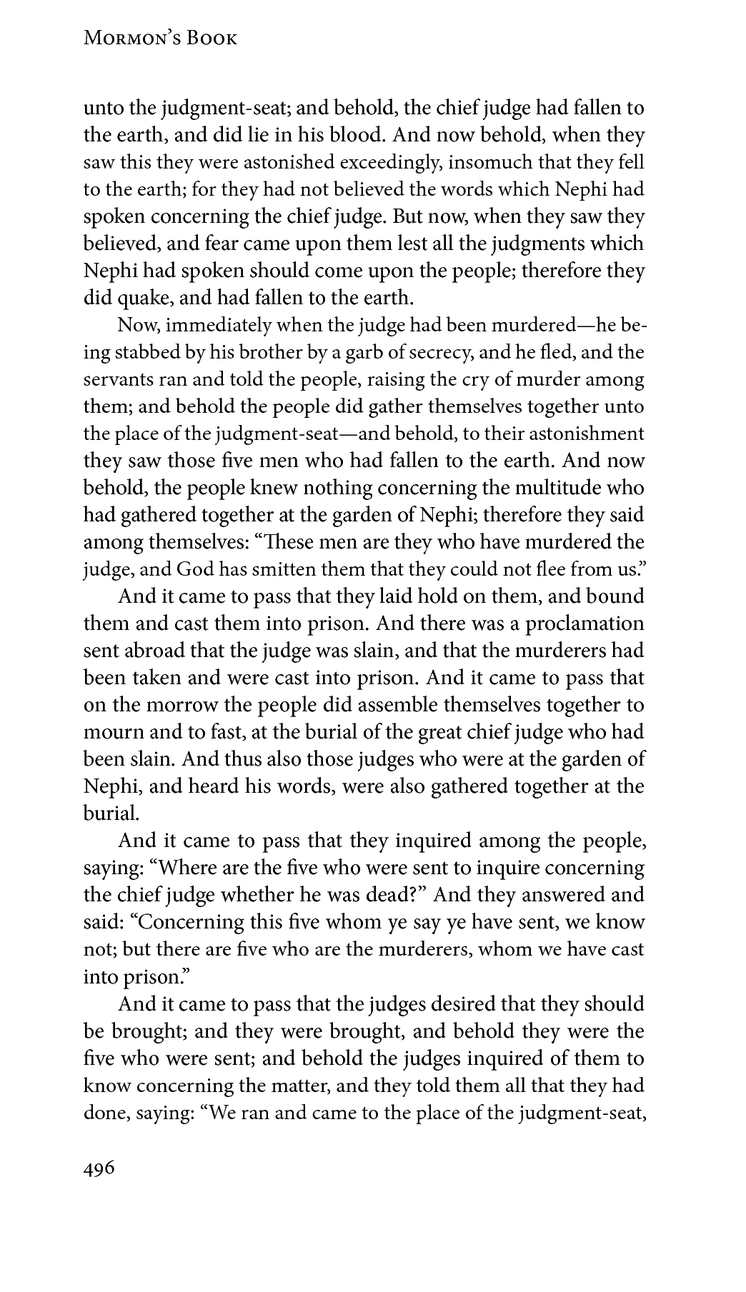 Mormon’s Book
unto the judgment-seat; and behold, the chief judge had fallen to
the earth, and did lie in his blood. And now behold, when they
saw this they were astonished exceedingly, insomuch that they fell
to the earth; for they had not believed the words which Nephi had
spoken concerning the chief judge. But now, when they saw they
believed, and fear came upon them lest all the judgments which
Nephi had spoken should come upon the people; therefore they
did quake, and had fallen to the earth.
Now, immediately when the judge had been murdered—he be-
ing stabbed by his brother by a garb of secrecy, and he fled, and the
servants ran and told the people, raising the cry of murder among
them; and behold the people did gather themselves together unto
the place of the judgment-seat—and behold, to their astonishment
they saw those five men who had fallen to the earth. And now
behold, the people knew nothing concerning the multitude who
had gathered together at the garden of Nephi; therefore they said
among themselves: “These men are they who have murdered the
judge, and God has smitten them that they could not flee from us.”
And it came to pass that they laid hold on them, and bound
them and cast them into prison. And there was a proclamation
sent abroad that the judge was slain, and that the murderers had
been taken and were cast into prison. And it came to pass that
on the morrow the people did assemble themselves together to
mourn and to fast, at the burial of the great chief judge who had
been slain. And thus also those judges who were at the garden of
Nephi, and heard his words, were also gathered together at the
burial.
And it came to pass that they inquired among the people,
saying: “Where are the five who were sent to inquire concerning
the chief judge whether he was dead?” And they answered and
said: “Concerning this five whom ye say ye have sent, we know
not; but there are five who are the murderers, whom we have cast
into prison.”
And it came to pass that the judges desired that they should
be brought; and they were brought, and behold they were the
five who were sent; and behold the judges inquired of them to
know concerning the matter, and they told them all that they had
done, saying: “We ran and came to the place of the judgment-seat,
496